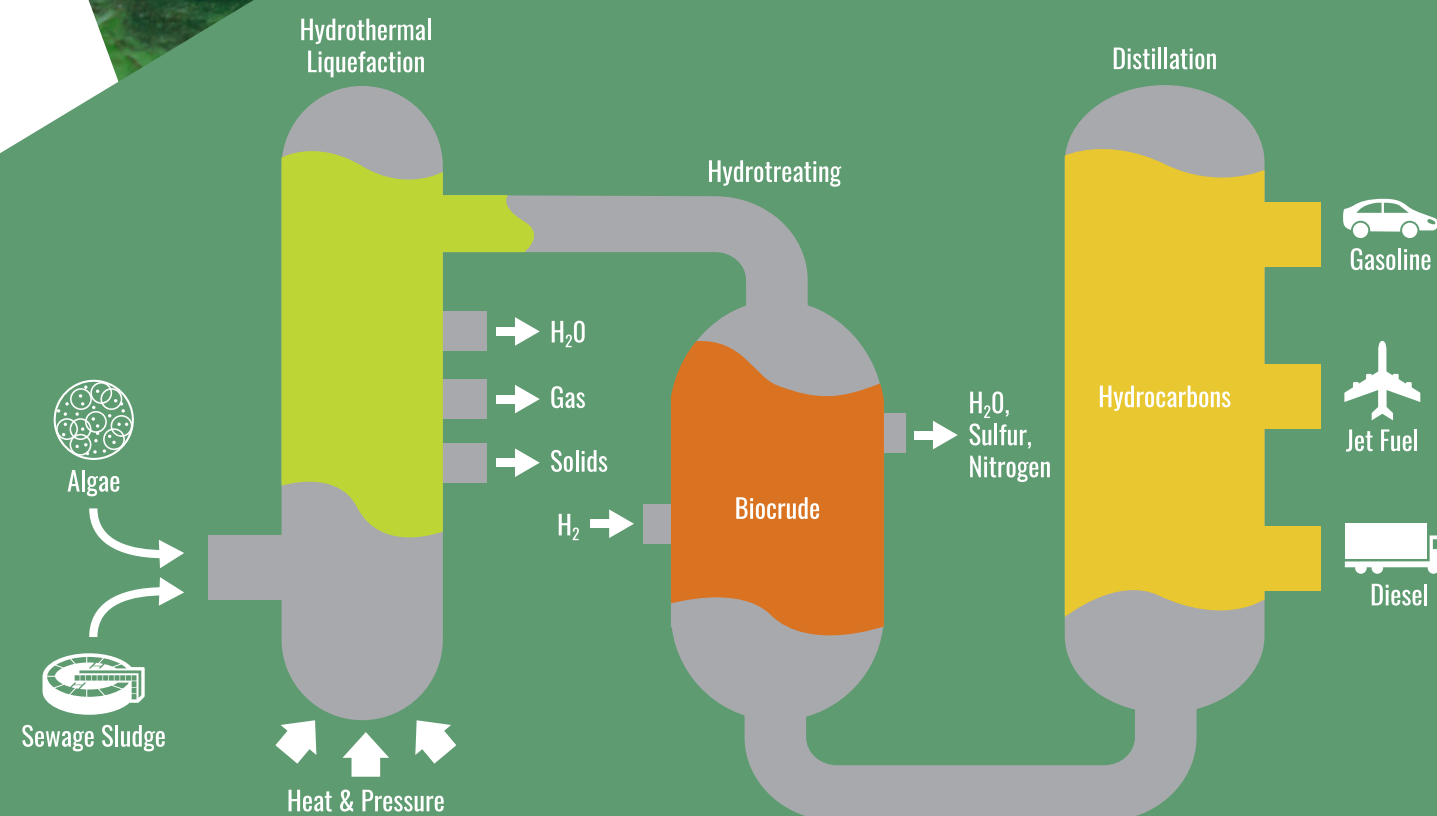 Hydrothermal
Liquefaction
Distillation
Hydrotreating
Gasoline
H₂O
Gas
Solids
H₂O,
Sulfur,
Nitrogen
Hydrocarbons
Jet Fuel
Algae
Biocrude
H₂
Diesel
Sewage Sludge
Heat & Pressure